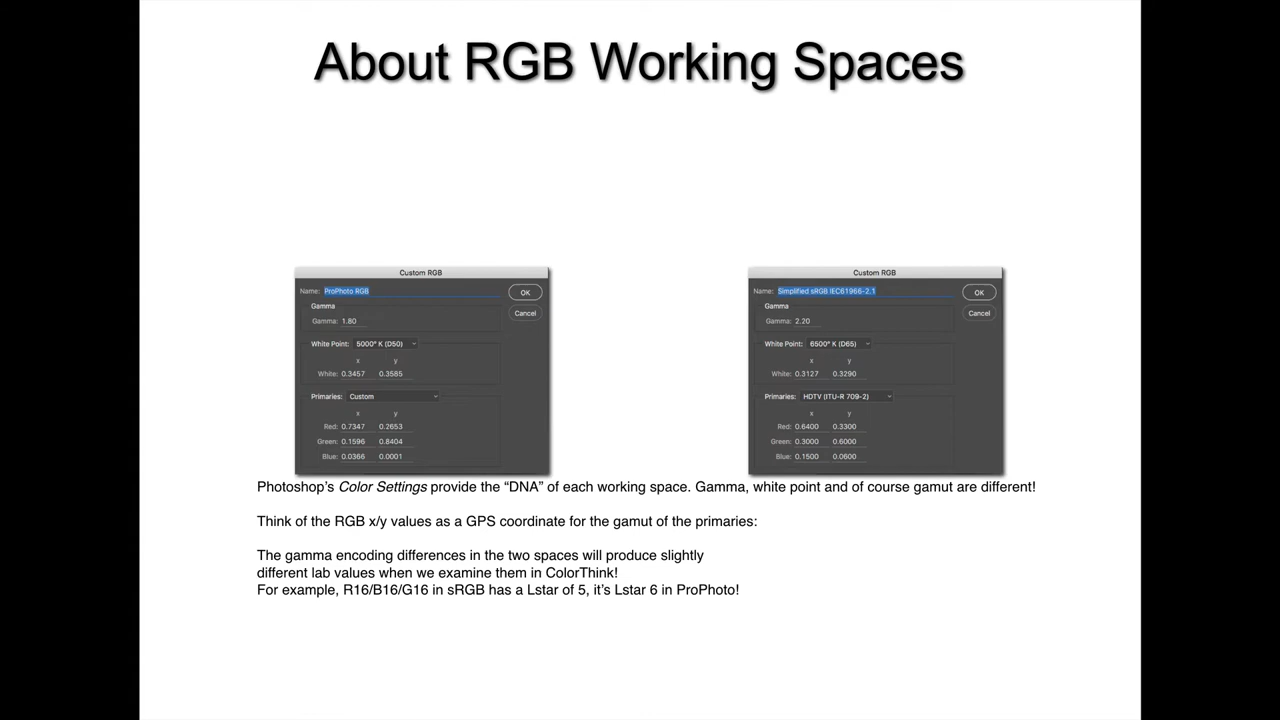 About RGB Working Spaces
Custom RGB
Name: ProPhoto RGB
OK
Gamma
Cancel
Gamma: 1.80
White Point: 5000° K (D50)
x y
White: 0.3457 0.3585
Primaries: Custom
x y
Red: 0.7347 0.2653
Green: 0.1596 0.8404
Blue: 0.0366 0.0001
Custom RGB
Name: Simplified sRGB IEC61966-2.1
OK
Gamma
Cancel
Gamma: 2.20
White Point: 6500° K (D65)
x y
White: 0.3127 0.3290
Primaries: HDTV (ITU-R 709-2)
x y
Red: 0.6400 0.3300
Green: 0.3000 0.6000
Blue: 0.1500 0.0600
Photoshop's Color Settings provide the “DNA” of each working space. Gamma, white point and of course gamut are different!
Think of the RGB x/y values as a GPS coordinate for the gamut of the primaries:
The gamma encoding differences in the two spaces will produce slightly
different lab values when we examine them in ColorThink!
For example, R16/B16/G16 in sRGB has a Lstar of 5, it's Lstar 6 in ProPhoto!